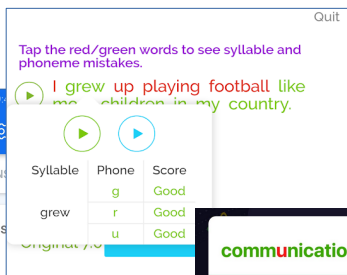 Quit
Tap the red/green words to see syllable and
phoneme mistakes.
I grew up playing football like
children in my country.
Syllable Phone Score
g Good
grew r Good
u Good
Original
communicatio